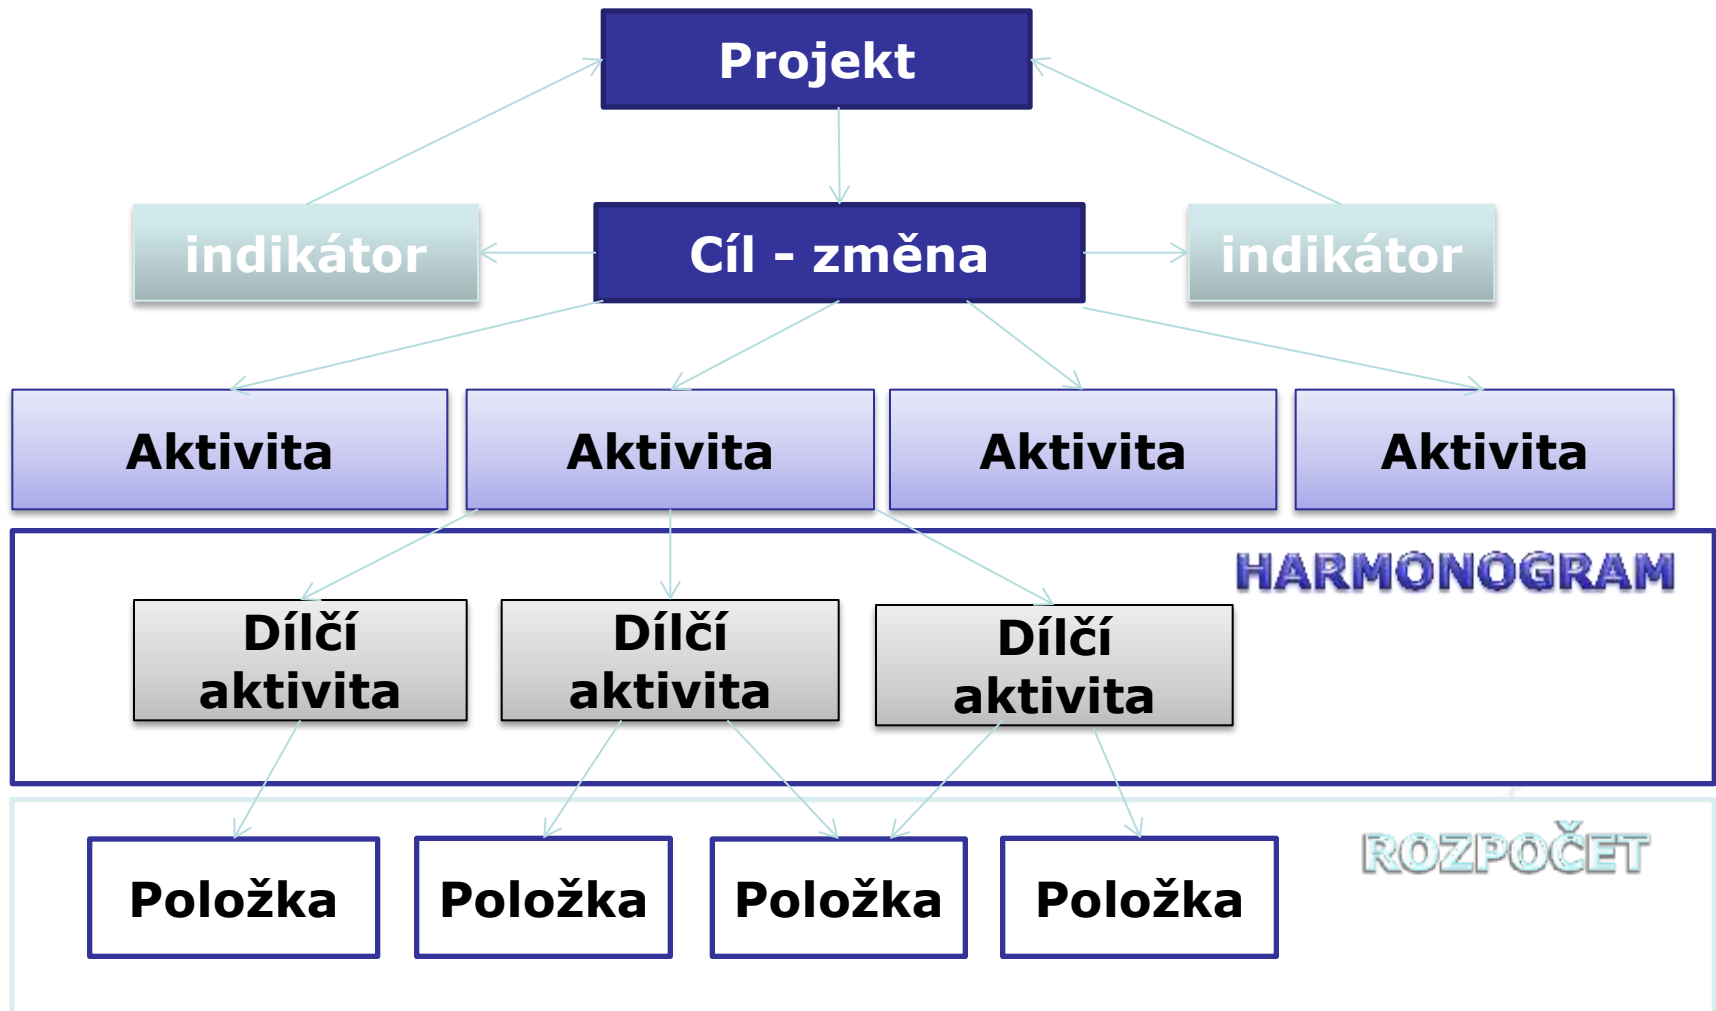 Projekt
indikátor
Cíl – změna
indikátor
Aktivita
Aktivita
Aktivita
Aktivita
HARMONOGRAM
Dílčí
aktivita
Dílčí
aktivita
Dílčí
aktivita
ROZPOČET
Položka
Položka
Položka
Položka